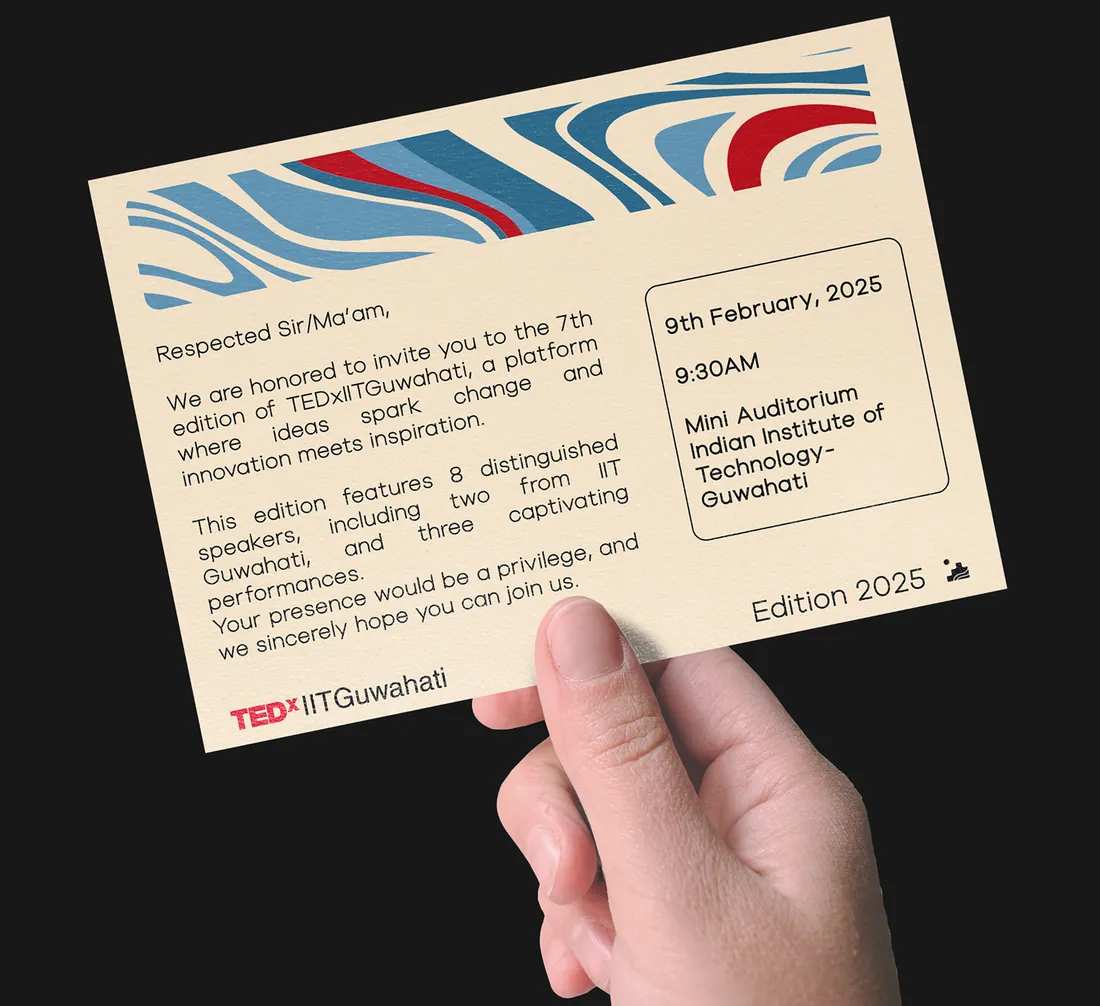 Respected Sir/Ma'am,
We are honored to invite you to the 7th
edition of TEDxIITGuwahati, a platform
where ideas spark change and
innovation meets inspiration.
This edition features 8 distinguished
speakers, including two from IIT
Guwahati, and three captivating
performances.
Your presence would be a privilege, and
we sincerely hope you can join us.
TEDx IITGuwahati
9th February, 2025
9:30AM
Mini Auditorium
Indian Institute of
Technology-
Guwahati
Edition 2025